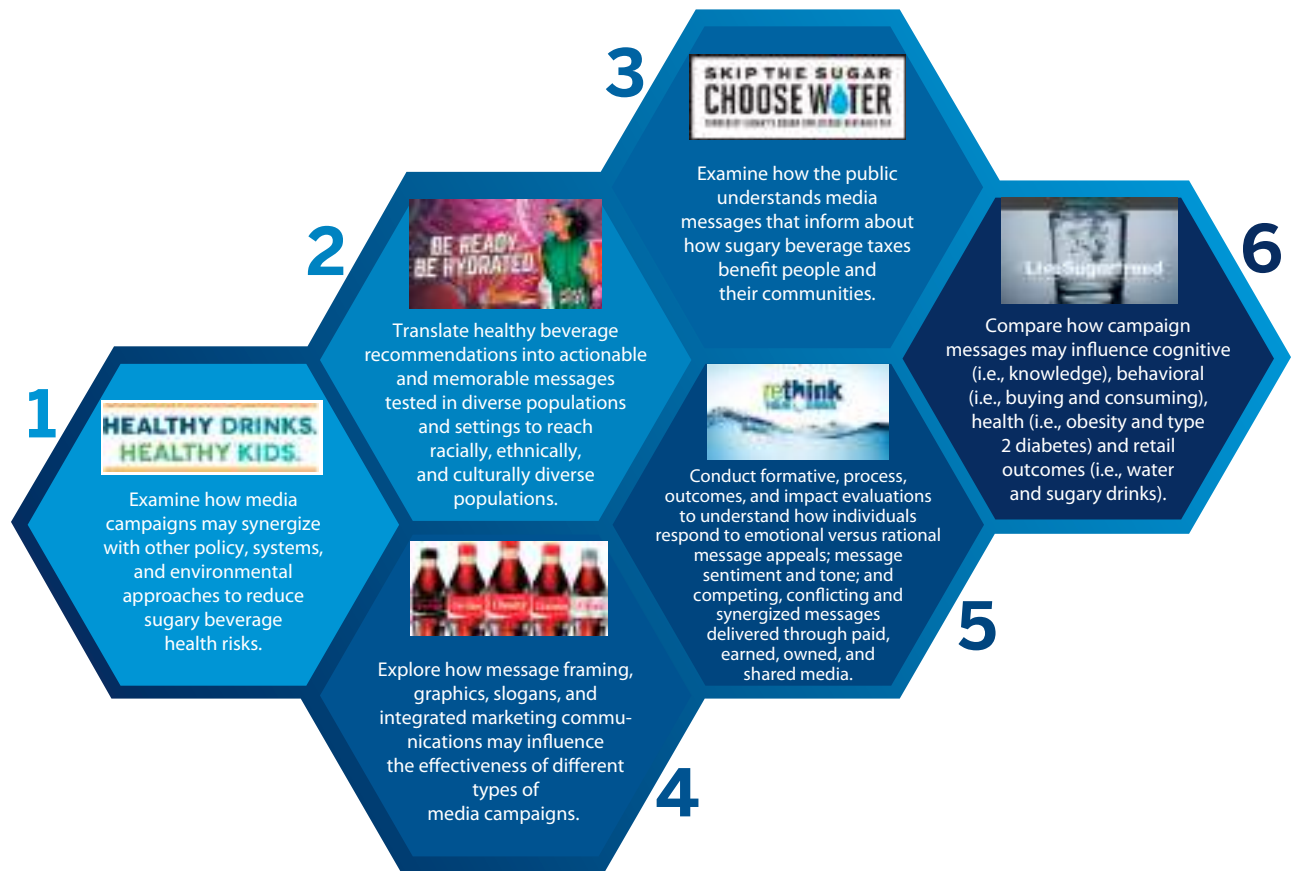 1
HEALTHY DRINKS.
HEALTHY KIDS.
Examine how media
campaigns may synergize
with other policy, systems,
and environmental
approaches to reduce
sugary beverage
health risks.
2
BE READY.
BE HYDRATED.
Translate healthy beverage
recommendations into actionable
and memorable messages
tested in diverse populations
and settings to reach
racially, ethnically,
and culturally diverse
populations.
3
SKIP THE SUGAR
CHOOSE WATER
Examine how the public
understands media
messages that inform about
how sugary beverage taxes
benefit people and
their communities.
4
Explore how message framing,
graphics, slogans, and
integrated marketing commu-
nications may influence
the effectiveness of different
types of
media campaigns.
5
rethink
Conduct formative, process,
outcomes, and impact evaluations
to understand how individuals
respond to emotional versus rational
message appeals; message
sentiment and tone; and
competing, conflicting and
synergized messages
delivered through paid,
earned, owned, and
shared media.
6
Live Sugarfreed
Compare how campaign
messages may influence cognitive
(i.e., knowledge), behavioral
(i.e., buying and consuming),
health (i.e., obesity and type
2 diabetes) and retail
outcomes (i.e., water
and sugary drinks).